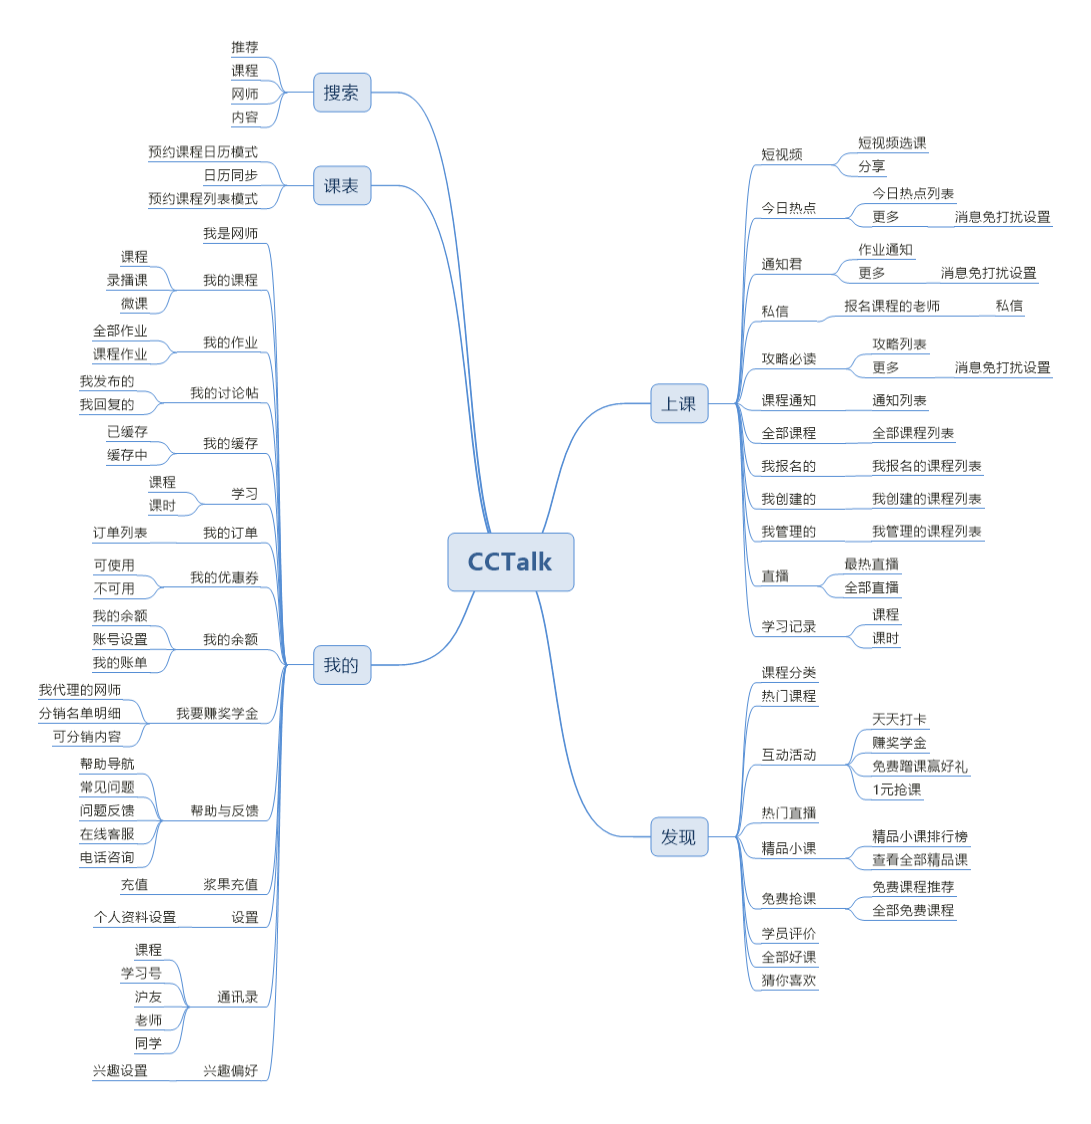 CCTalk
搜索
推荐
课程
网师
内容
课表
预约课程日历模式
日历同步
预约课程列表模式
我的
我是网师
我的课程
课程
录播课
微课
我的作业
全部作业
课程作业
我的讨论帖
我发布的
我回复的
我的缓存
已缓存
缓存中
学习
课程
课时
我的订单
订单列表
我的优惠券
可使用
不可用
我的余额
我的余额
账号设置
我的账单
我要赚奖学金
我代理的网师
分销名单明细
可分销内容
帮助与反馈
帮助导航
常见问题
问题反馈
在线客服
电话咨询
浆果充值
充值
设置
个人资料设置
通讯录
课程
学习号
沪友
老师
同学
兴趣偏好
兴趣设置
上课
短视频
短视频选课
分享
今日热点
今日热点列表
更多
消息免打扰设置
通知君
作业通知
更多
消息免打扰设置
私信
报名课程的老师
私信
攻略必读
攻略列表
更多
消息免打扰设置
课程通知
通知列表
全部课程
全部课程列表
我报名的
我报名的课程列表
我创建的
我创建的课程列表
我管理的
我管理的课程列表
直播
最热直播
全部直播
学习记录
课程
课时
发现
课程分类
热门课程
互动活动
天天打卡
赚奖学金
免费蹭课赢好礼
1元抢课
热门直播
精品小课
精品小课排行榜
查看全部精品课
免费抢课
免费课程推荐
全部免费课程
学员评价
全部好课
猜你喜欢